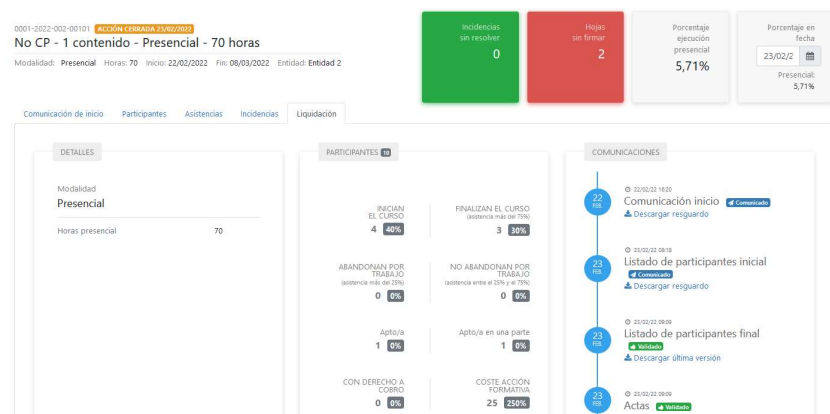 0001-2022-002-00101 ACCIÓN CERRADA 23/02/2022
No CP - 1 contenido - Presencial - 70 horas
Modalidad: Presencial Horas: 70 Inicio: 22/02/2022 Fin: 08/03/2022 Entidad: Entidad 2
Incidencias
sin resolver
0
Hojas
sin firmar
2
Porcentaje
ejecución
presencial
5,71%
Porcentaje en
fecha
23/02/2
Presencial:
5,71%
Comunicación de inicio Participantes Asistencias Incidencias Liquidación
DETALLES
Modalidad
Presencial
Horas presencial 70
PARTICIPANTES 10
INICIAN
EL CURSO
4 40%
FINALIZAN EL CURSO
(asistencia más del 75%)
3 30%
ABANDONAN POR
TRABAJO
(asistencia más del 25%)
0 0%
NO ABANDONAN POR
TRABAJO
(asistencia entre el 25% y el 75%)
0 0%
Apto/a
1 0%
Apto/a en una parte
1 0%
CON DERECHO A
COBRO
0 0%
COSTE ACCIÓN
FORMATIVA
25 250%
COMUNICACIONES
22
FEB.
22/02/22 16:20
Comunicación inicio Comunicado
Descargar resguardo
23
FEB.
23/02/22 08:18
Listado de participantes inicial
Comunicado
Descargar resguardo
23
FEB.
23/02/22 09:09
Listado de participantes final
Validado
Descargar última versión
23
FEB.
23/02/22 09:09
Actas Validado